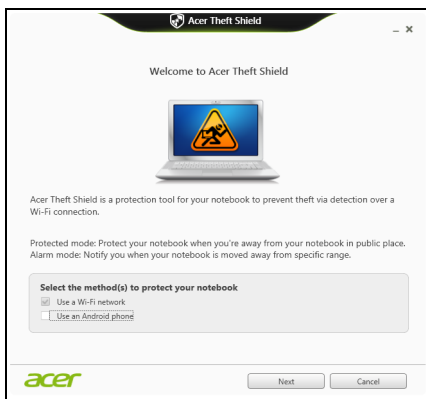 Acer Theft Shield
Welcome to Acer Theft Shield
Acer Theft Shield is a protection tool for your notebook to prevent theft via detection over a
Wi-Fi connection.
Protected mode: Protect your notebook when you're away from your notebook in public place.
Alarm mode: Notify you when your notebook is moved away from specific range.
Select the method(s) to protect your notebook
Use a Wi-Fi network
Use an Android phone
acer
Next
Cancel